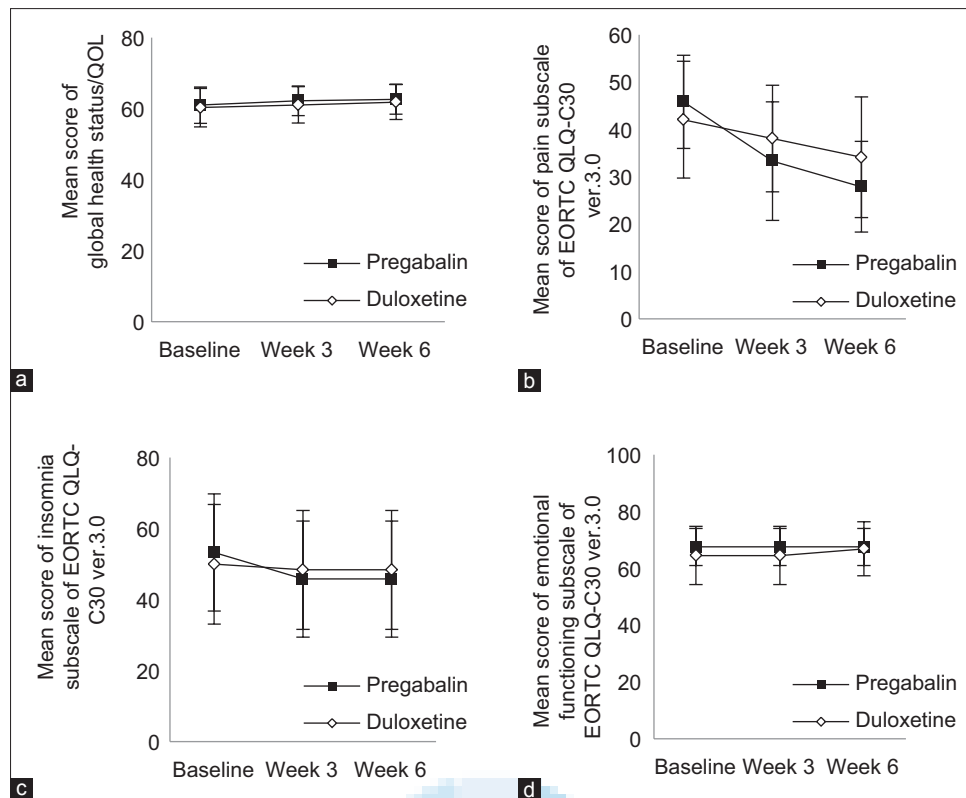 80
60
40
20
0
Mean score of
global health status/QOL
Pregabalin
Duloxetine
Baseline Week 3 Week 6
a
60
50
40
30
20
10
0
Mean score of pain subscale
of EORTC QLQ-C30
ver.3.0
Pregabalin
Duloxetine
Baseline Week 3 Week 6
b
80
60
40
20
0
Mean score of insomnia
subscale of EORTC QLQ-
C30 ver.3.0
Pregabalin
Duloxetine
Baseline Week 3 Week 6
c
100
80
60
40
20
0
Mean score of emotional
functioning subscale of
EORTC QLQ-C30 ver.3.0
Pregabalin
Duloxetine
Baseline Week 3 Week 6
d